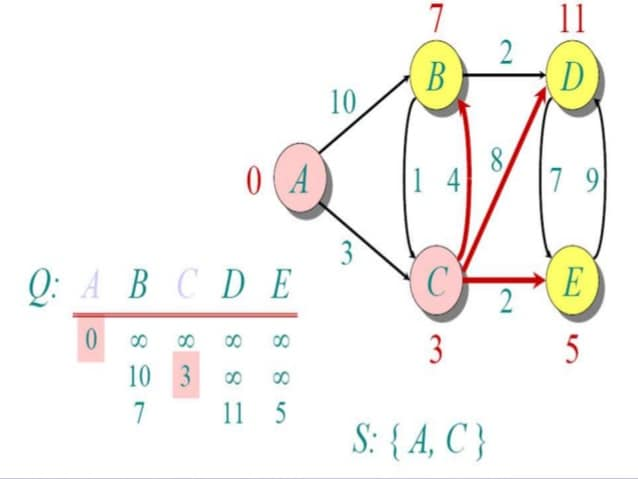 7 11
B 2 D
10
0 A 1 4 8 7 9
3
C 2 E
3 5
Q: A B C D E
0 ∞ ∞ ∞ ∞
10 3 ∞ ∞
7 11 5
S: { A, C }